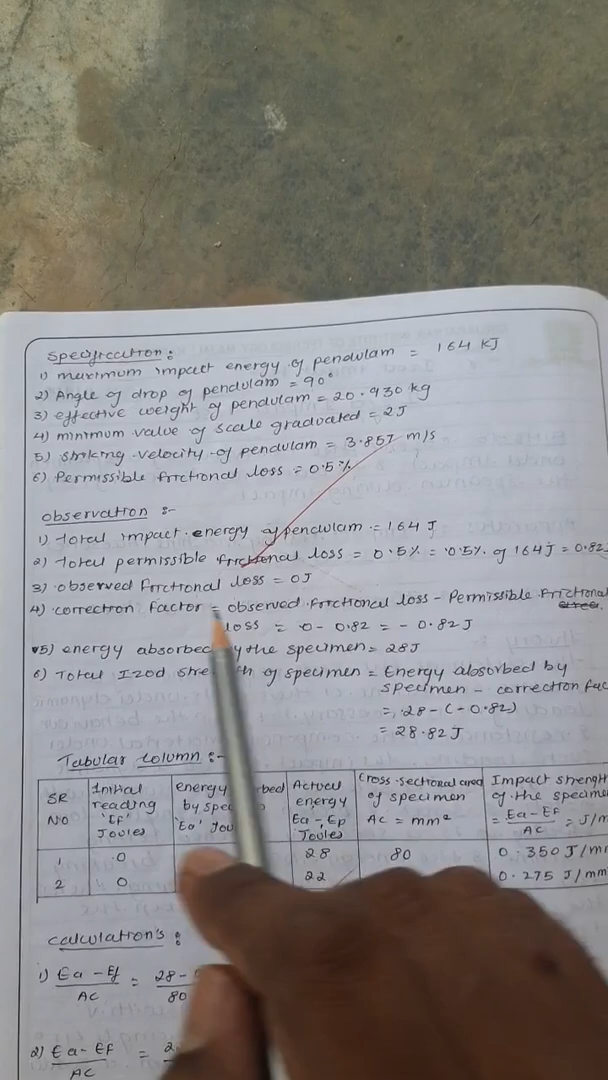 Specification :
1) maximum impact energy of pendulam = 164 KJ
2) Angle of drop of pendulam = 90°
3) effective weight of pendulam = 20.930 kg
4) minimum value of scale graduated = 2J
5) striking velocity of pendulam = 3.857 m/s
6) Permissible frictional loss = 0.5%
observation :-
1) total impact energy of pendulam = 164 J
2) total permissible frictional loss = 0.5% = 0.5% of 164J = 0.82
3) observed frictional loss = 0J
4) correction factor = observed frictional loss - Permissible frictional
loss = 0 - 0.82 = - 0.82J
5) energy absorbed the specimen = 28J
6) Total Izod of specimen = Energy absorbed by
specimen - correction fac
= 28 - (-0.82)
= 28.82 J
Tabular column :-
SR NO
Initial reading 'Ef' Joules
energy by
Actual energy Ea - Ef Joules
Cross-sectional area of specimen AC = mm²
Impact strength of the specime = Ea - EF / AC = J/m
1 0 28 80 0.350 J/m
2 0 22 0.275 J/mm
calculation's :
1) Ea - Ef / AC = 28 - / 80
2) Ea - EF / AC = 2